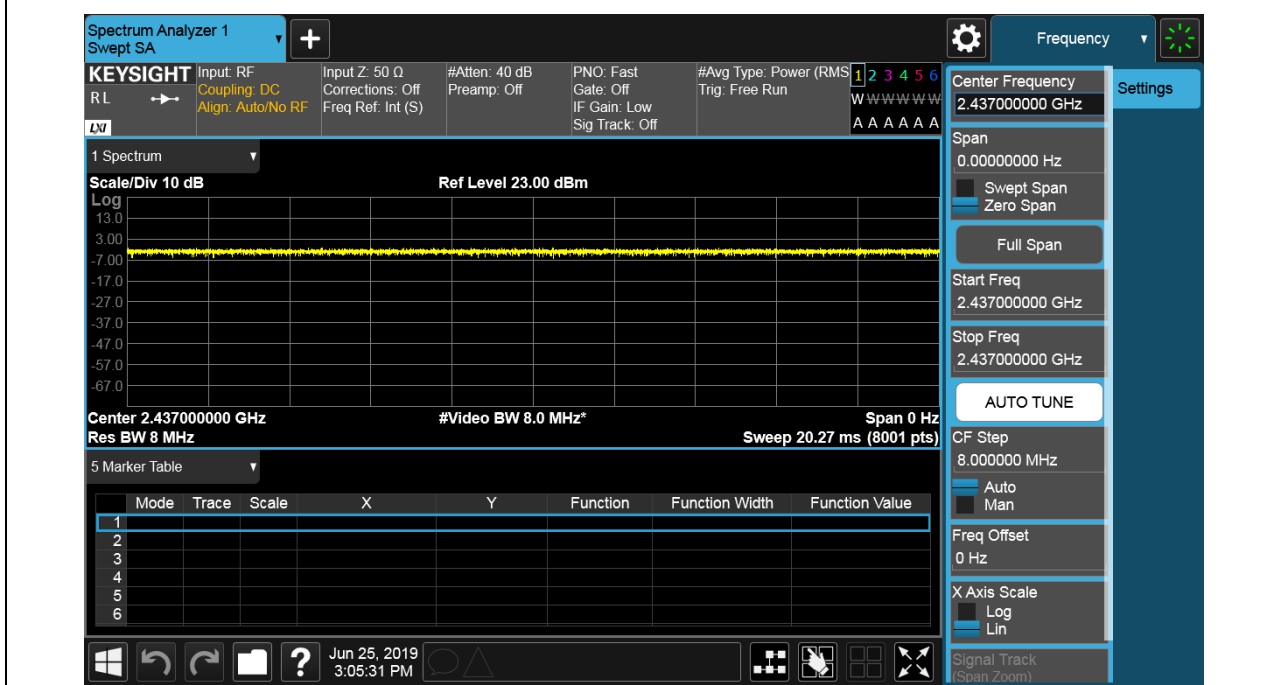 Spectrum Analyzer 1
Swept SA
+
Frequency
KEYSIGHT
RL
LXI
Input: RF
Coupling: DC
Align: Auto/No RF
Input Z: 50 Ω
Corrections: Off
Freq Ref: Int (S)
#Atten: 40 dB
Preamp: Off
PNO: Fast
Gate: Off
IF Gain: Low
Sig Track: Off
#Avg Type: Power (RMS
Trig: Free Run
1 2 3 4 5 6
W W W W W W
A A A A A A
1 Spectrum
Scale/Div 10 dB
Ref Level 23.00 dBm
Log
13.0
3.00
-7.00
-17.0
-27.0
-37.0
-47.0
-57.0
-67.0
Center 2.437000000 GHz
#Video BW 8.0 MHz*
Span 0 Hz
Res BW 8 MHz
Sweep 20.27 ms (8001 pts)
5 Marker Table
Mode Trace Scale X Y Function Function Width Function Value
1
2
3
4
5
6
?
Jun 25, 2019
3:05:31 PM
Center Frequency
2.437000000 GHz
Settings
Span
0.00000000 Hz
Swept Span
Zero Span
Full Span
Start Freq
2.437000000 GHz
Stop Freq
2.437000000 GHz
AUTO TUNE
CF Step
8.000000 MHz
Auto
Man
Freq Offset
0 Hz
X Axis Scale
Log
Lin
Signal Track
(Span Zoom)